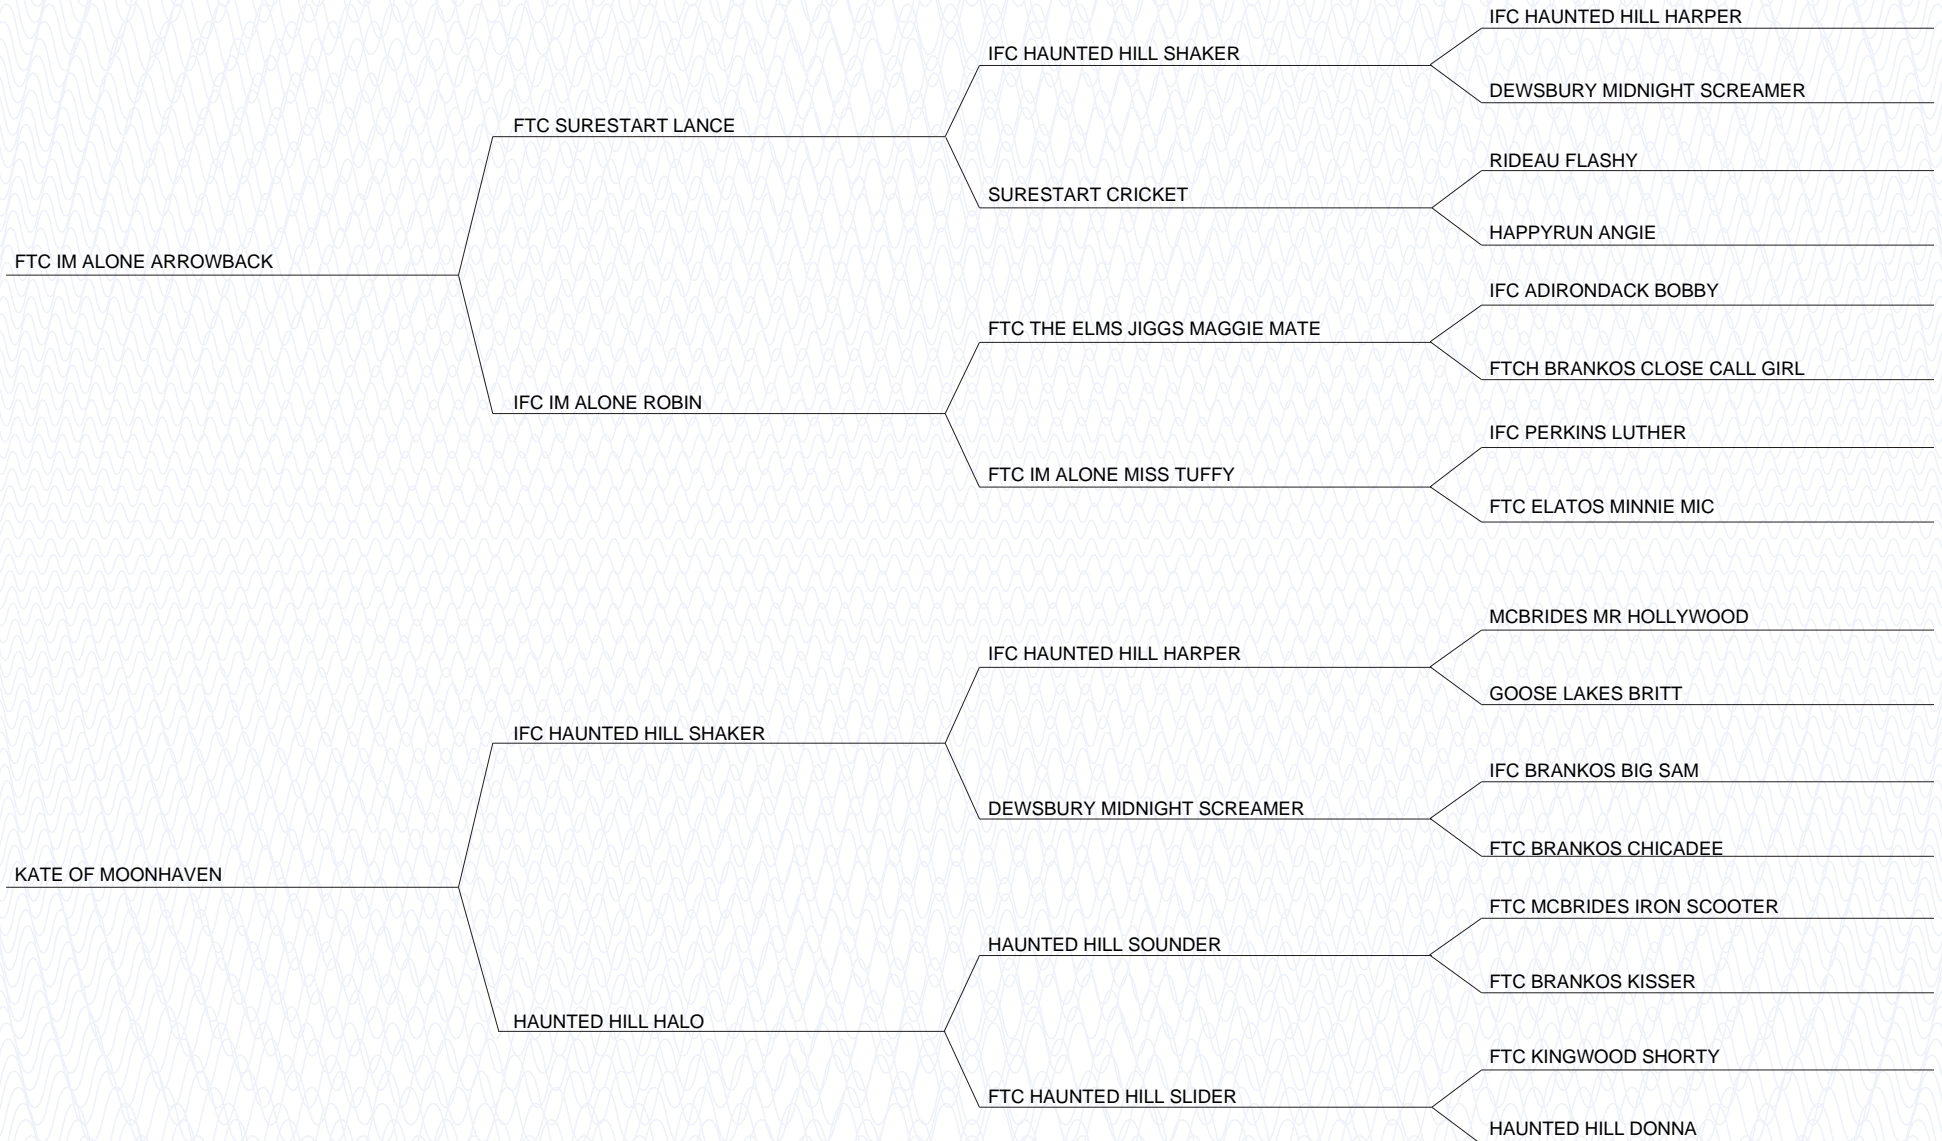 IFC HAUNTED HILL HARPER
IFC HAUNTED HILL SHAKER
DEWSBURY MIDNIGHT SCREAMER
FTC SURESTART LANCE
RIDEAU FLASHY
SURESTART CRICKET
HAPPYRUN ANGIE
FTC IM ALONE ARROWBACK
IFC ADIRONDACK BOBBY
FTC THE ELMS JIGGS MAGGIE MATE
FTCH BRANKOS CLOSE CALL GIRL
IFC IM ALONE ROBIN
IFC PERKINS LUTHER
FTC IM ALONE MISS TUFFY
FTC ELATOS MINNIE MIC
MCBRIDES MR HOLLYWOOD
IFC HAUNTED HILL HARPER
GOOSE LAKES BRITT
IFC HAUNTED HILL SHAKER
IFC BRANKOS BIG SAM
DEWSBURY MIDNIGHT SCREAMER
FTC BRANKOS CHICADEE
KATE OF MOONHAVEN
FTC MCBRIDES IRON SCOOTER
HAUNTED HILL SOUNDER
FTC BRANKOS KISSER
HAUNTED HILL HALO
FTC KINGWOOD SHORTY
FTC HAUNTED HILL SLIDER
HAUNTED HILL DONNA